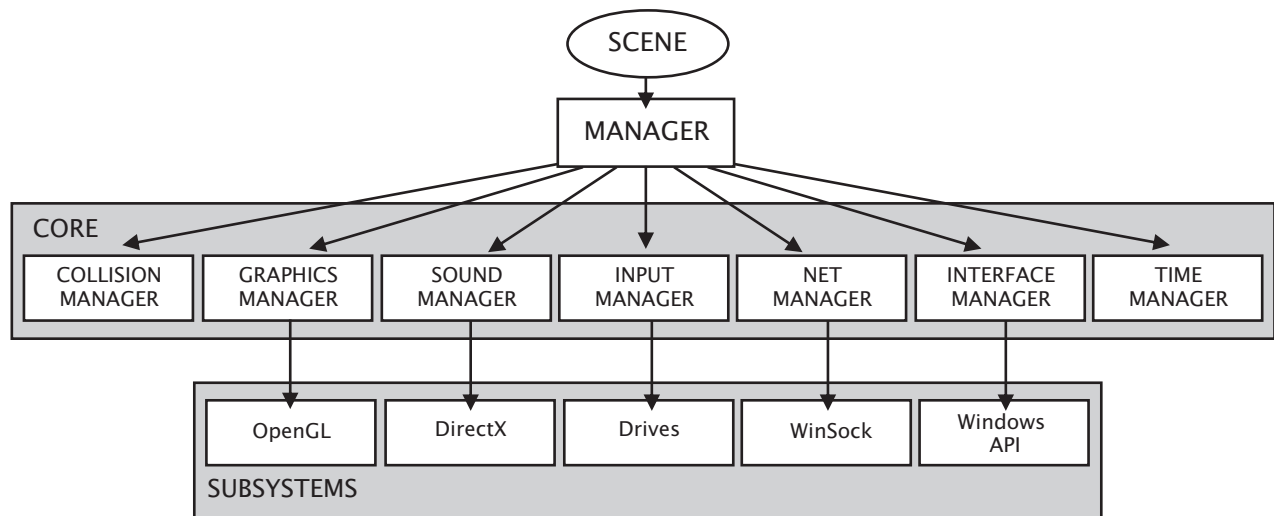 SCENE
MANAGER
CORE
COLLISION
MANAGER
GRAPHICS
MANAGER
SOUND
MANAGER
INPUT
MANAGER
NET
MANAGER
INTERFACE
MANAGER
TIME
MANAGER
OpenGL
DirectX
Drives
WinSock
Windows
API
SUBSYSTEMS